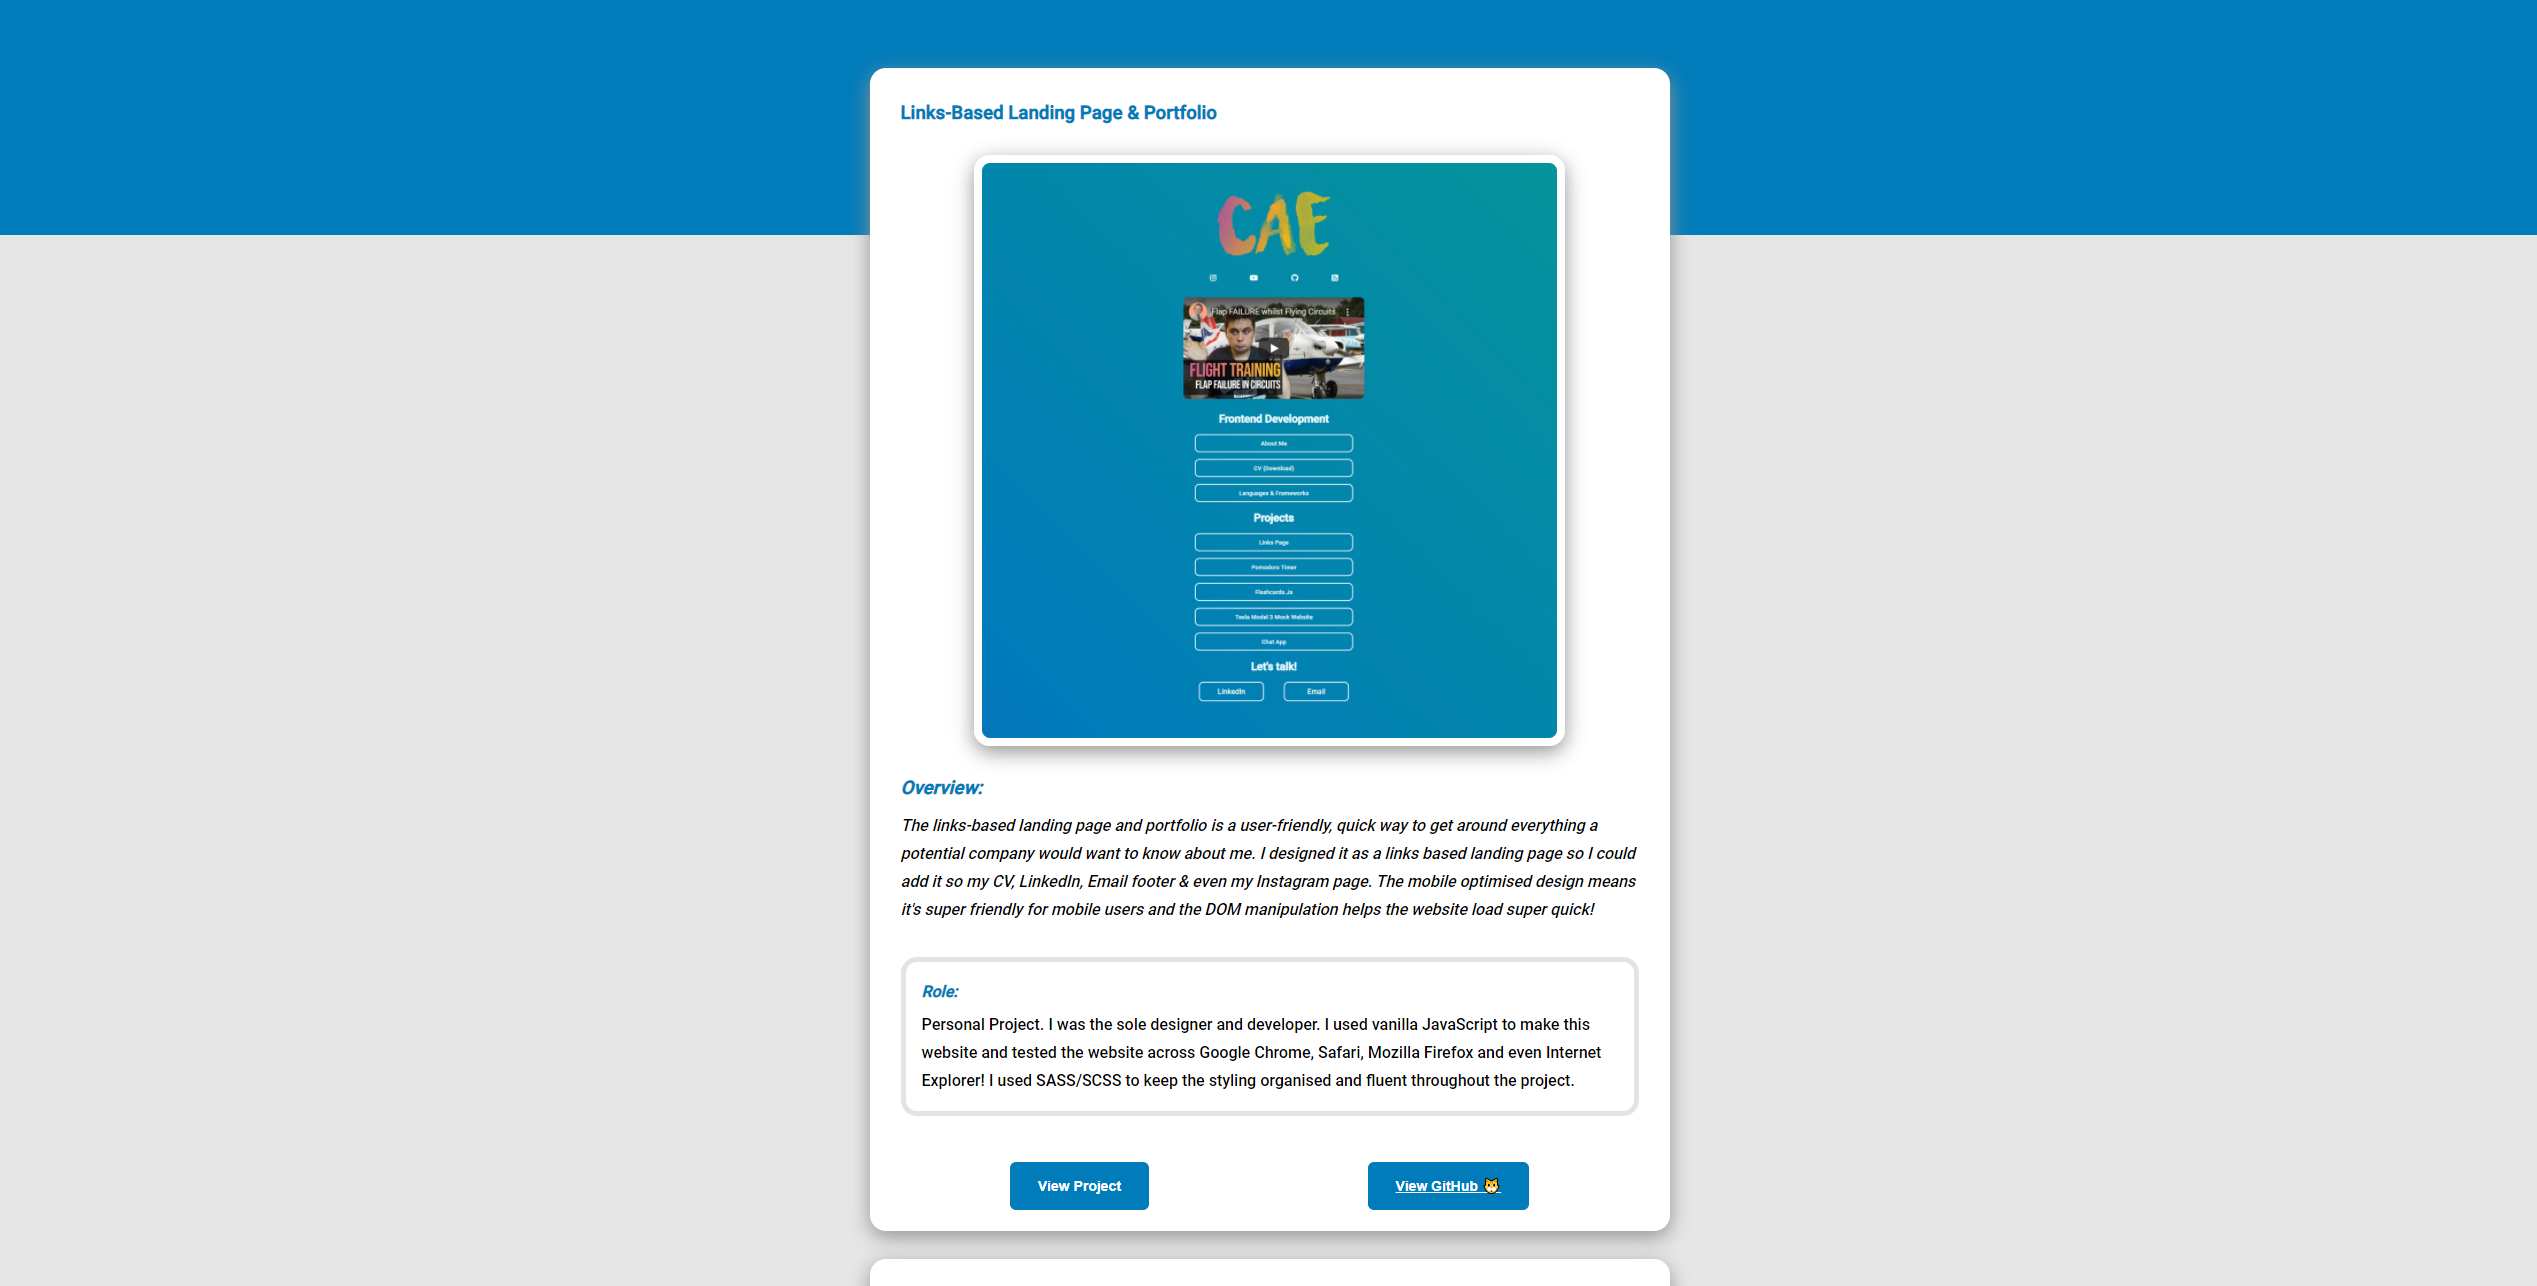 Links-Based Landing Page & Portfolio
CAE
Flap FAILURE whilst Flying Circuits
FLIGHT TRAINING
FLAP FAILURE IN CIRCUITS
Frontend Development
About Me
CV (Download)
Languages & Frameworks
Projects
Links Page
Pomodoro Timer
Flashcards.Js
Tesla Model 3 Mock Website
Chat App
Let's talk!
LinkedIn Email
Overview:
The links-based landing page and portfolio is a user-friendly, quick way to get around everything a
potential company would want to know about me. I designed it as a links based landing page so I could
add it so my CV, LinkedIn, Email footer & even my Instagram page. The mobile optimised design means
it's super friendly for mobile users and the DOM manipulation helps the website load super quick!
Role:
Personal Project. I was the sole designer and developer. I used vanilla JavaScript to make this
website and tested the website across Google Chrome, Safari, Mozilla Firefox and even Internet
Explorer! I used SASS/SCSS to keep the styling organised and fluent throughout the project.
View Project View GitHub 🐱